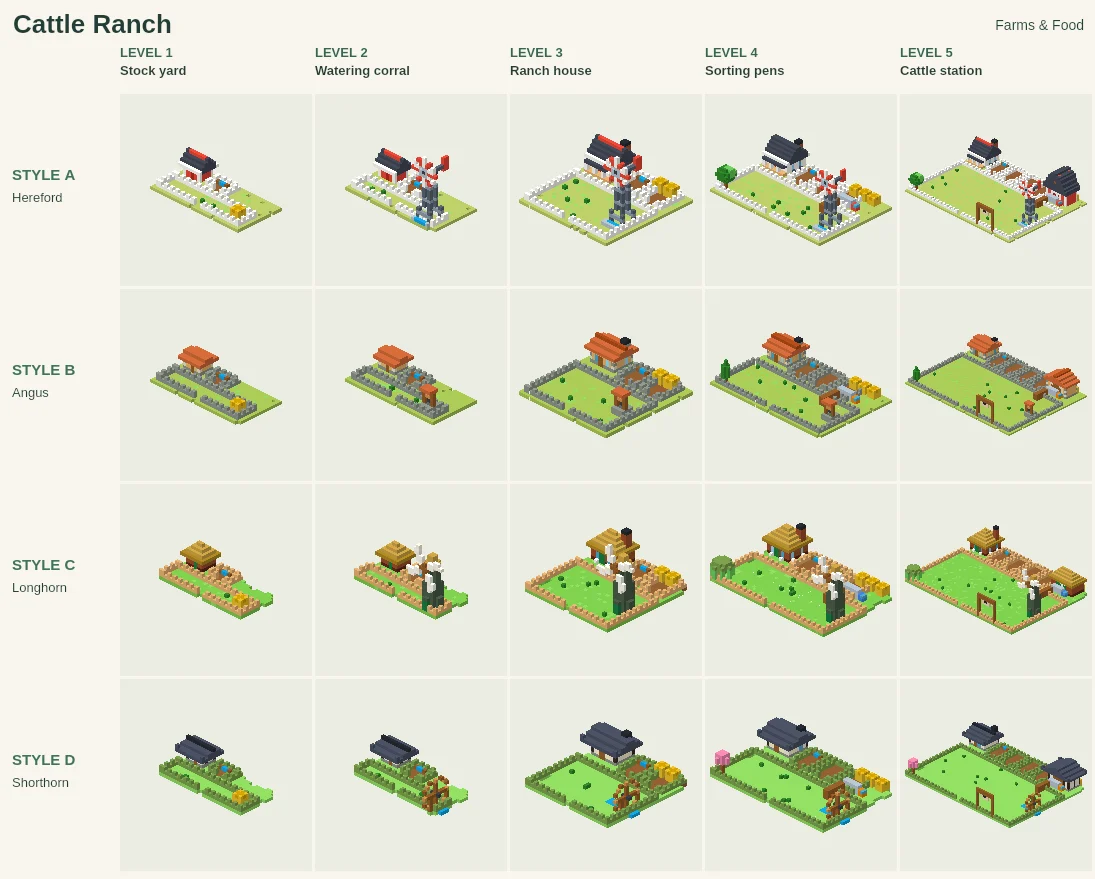 Cattle Ranch
Farms & Food
LEVEL 1
Stock yard
LEVEL 2
Watering corral
LEVEL 3
Ranch house
LEVEL 4
Sorting pens
LEVEL 5
Cattle station
STYLE A
Hereford
STYLE B
Angus
STYLE C
Longhorn
STYLE D
Shorthorn